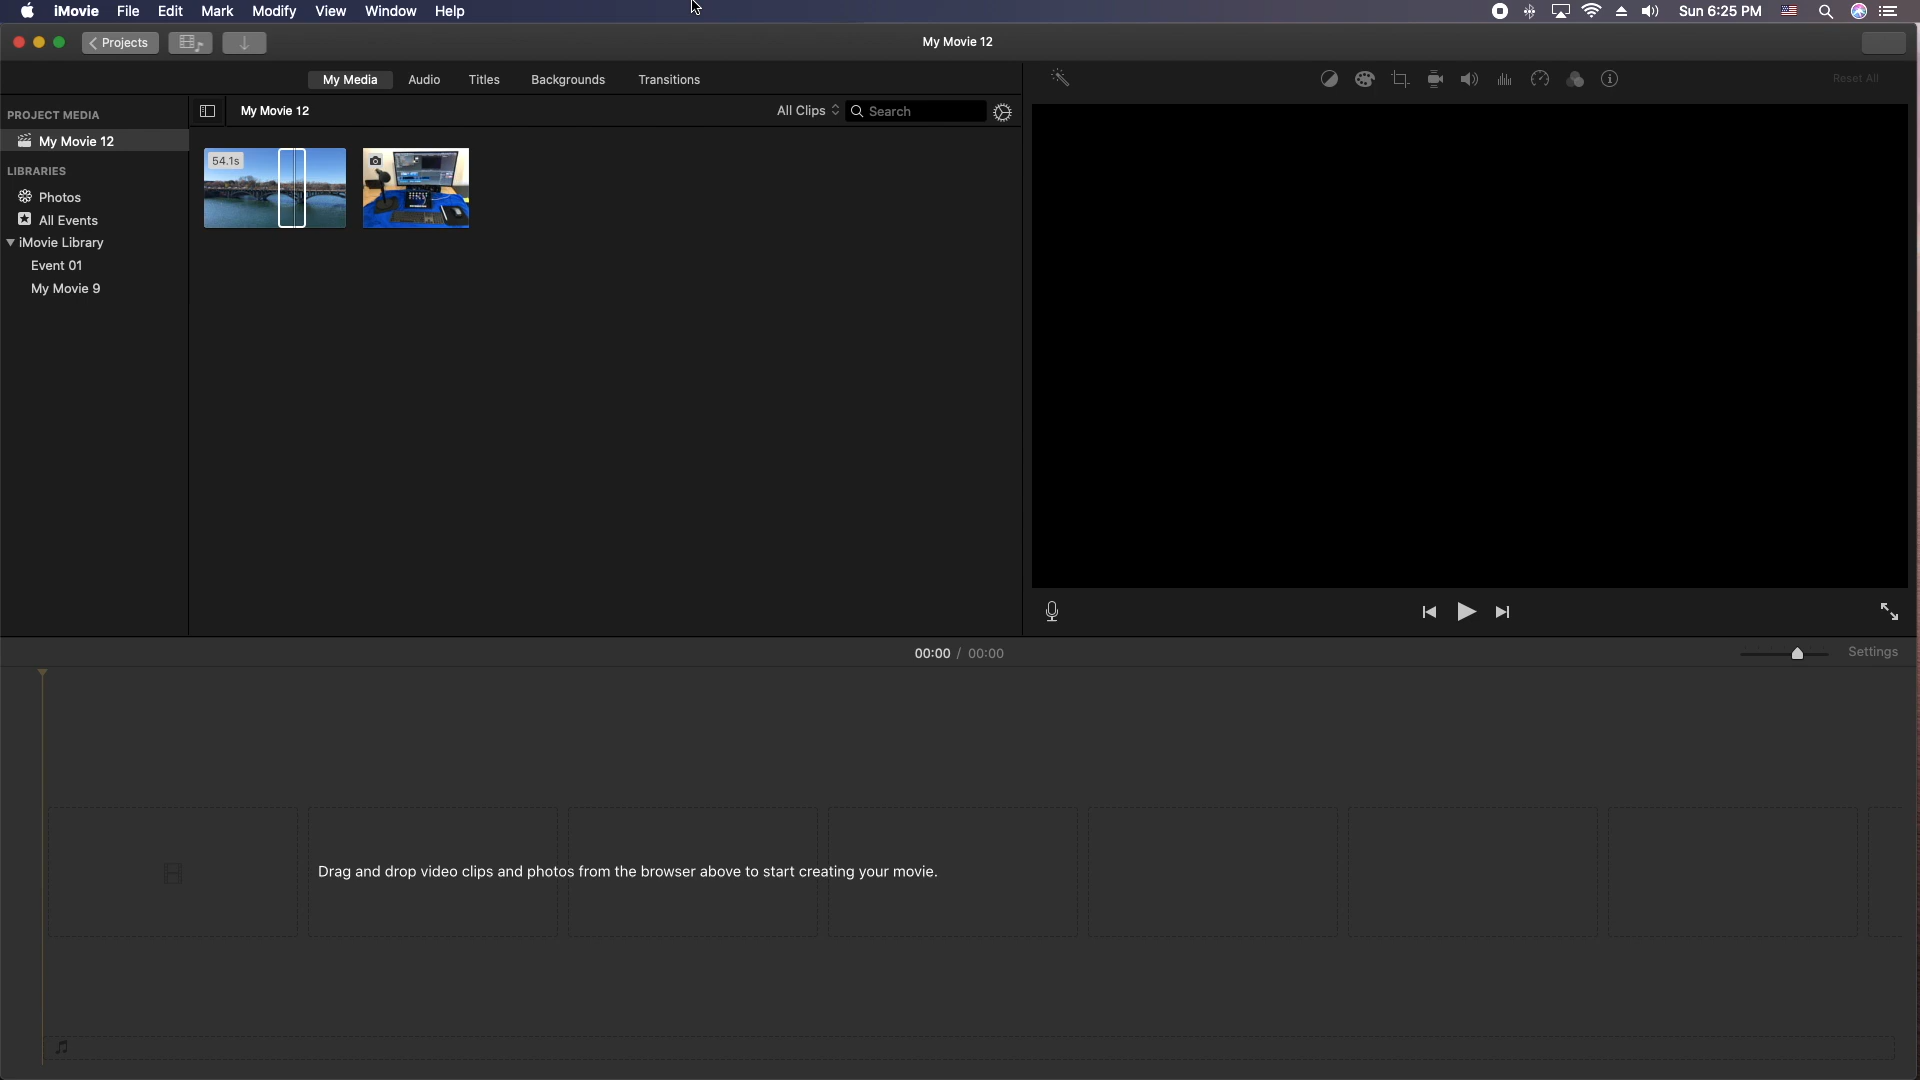 iMovie File Edit Mark Modify View Window Help Sun 6:25 PM
Projects My Movie 12
My Media Audio Titles Backgrounds Transitions Reset All
PROJECT MEDIA
My Movie 12 All Clips Search
My Movie 12
54.1s
LIBRARIES
Photos
All Events
iMovie Library
Event 01
My Movie 9
00:00 / 00:00 Settings
Drag and drop video clips and photos from the browser above to start creating your movie.